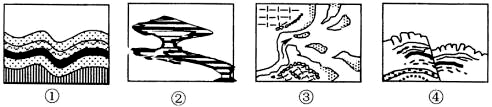 ① ② ③ ④